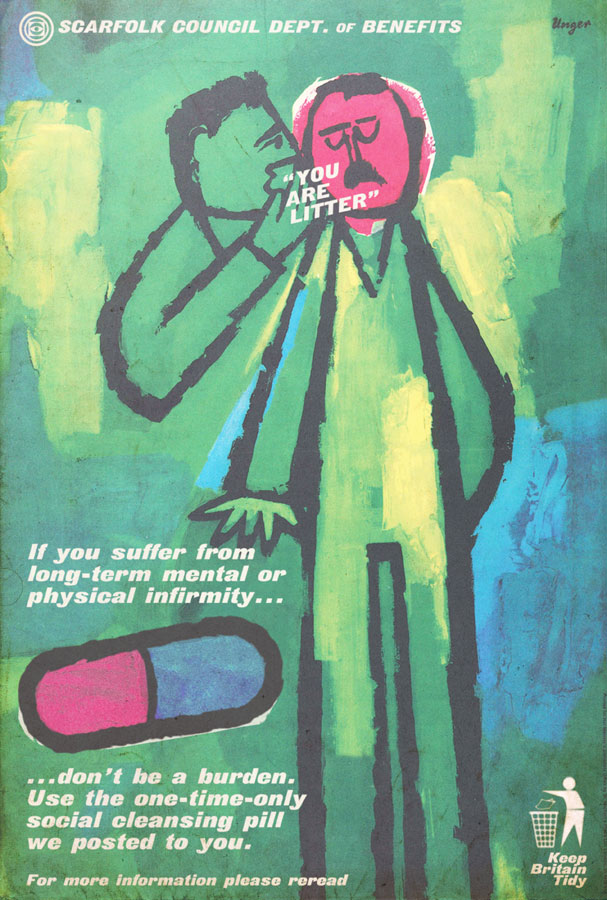 SCARFOLK COUNCIL DEPT. OF BENEFITS
Unger
"YOU
ARE
LITTER"
If you suffer from
long-term mental or
physical infirmity...
...don't be a burden.
Use the one-time-only
social cleansing pill
we posted to you.
For more information please reread
Keep
Britain
Tidy